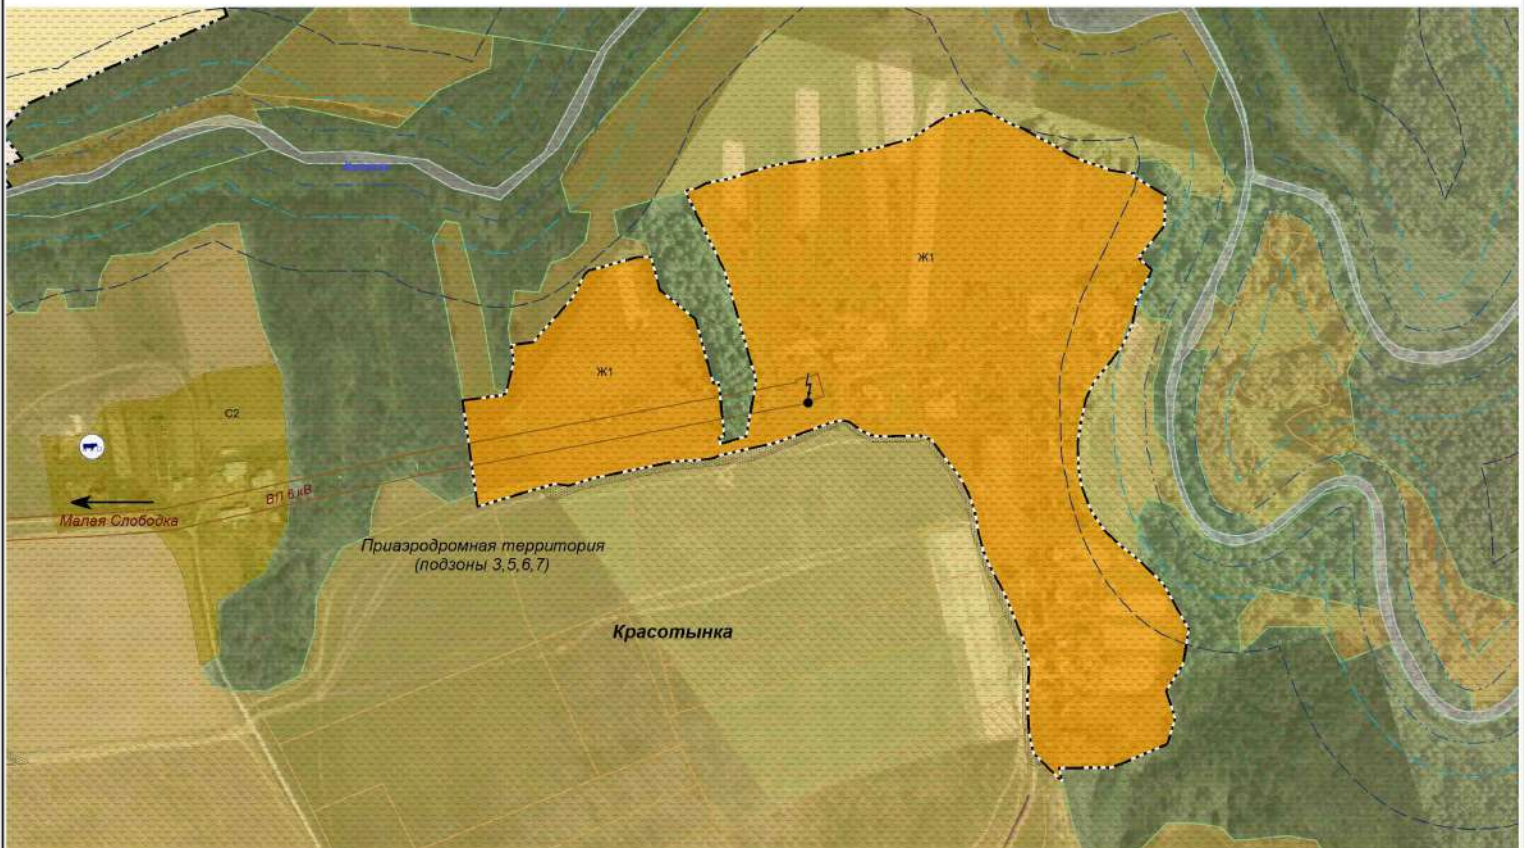 Ж1
Ж1
С2
ВЛ 6 кВ
Малая Слободка
Приаэродромная территория
(подзоны 3,5,6,7)
Красотынка